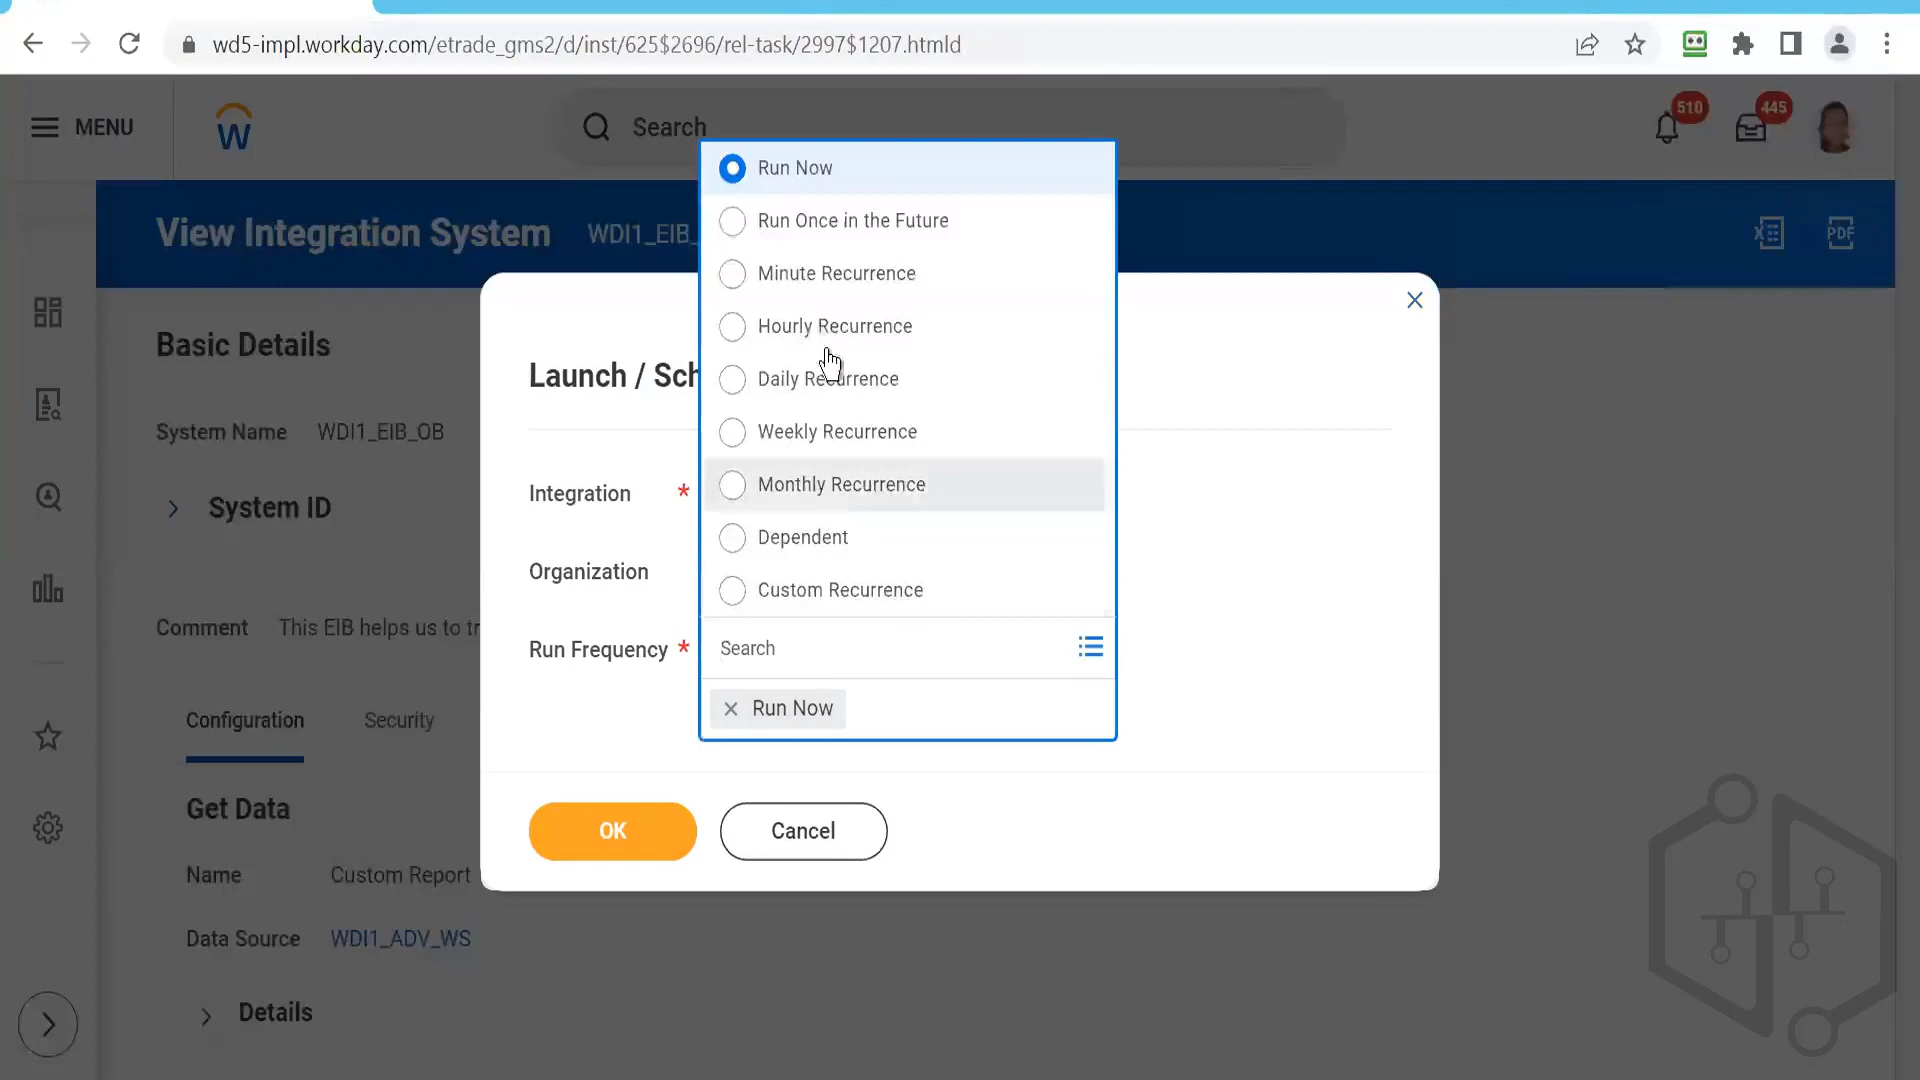 wd5-impl.workday.com/etrade_gms2/d/inst/625$2696/rel-task/2997$1207.htmld
MENU
W
Search
510
445
View Integration System
WDI1_EIB_
X
PDF
Run Now
Run Once in the Future
Minute Recurrence
Hourly Recurrence
Daily Recurrence
Weekly Recurrence
Monthly Recurrence
Dependent
Custom Recurrence
Search
Run Now
Launch / Sch
Integration *
Organization
Run Frequency *
OK
Cancel
Basic Details
System Name WDI1_EIB_OB
System ID
Comment This EIB helps us to tr
Configuration
Security
Get Data
Name Custom Report
Data Source WDI1_ADV_WS
Details